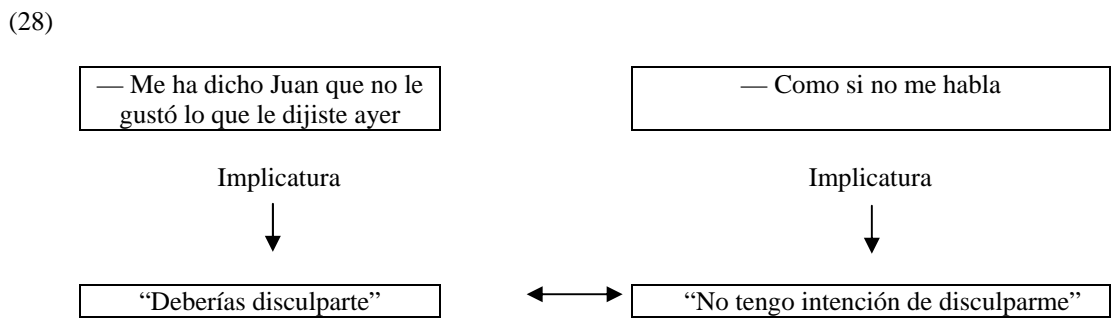 (28)
— Me ha dicho Juan que no le
gustó lo que le dijiste ayer
— Como si no me habla
Implicatura
Implicatura
“Deberías disculparte”
“No tengo intención de disculparme”